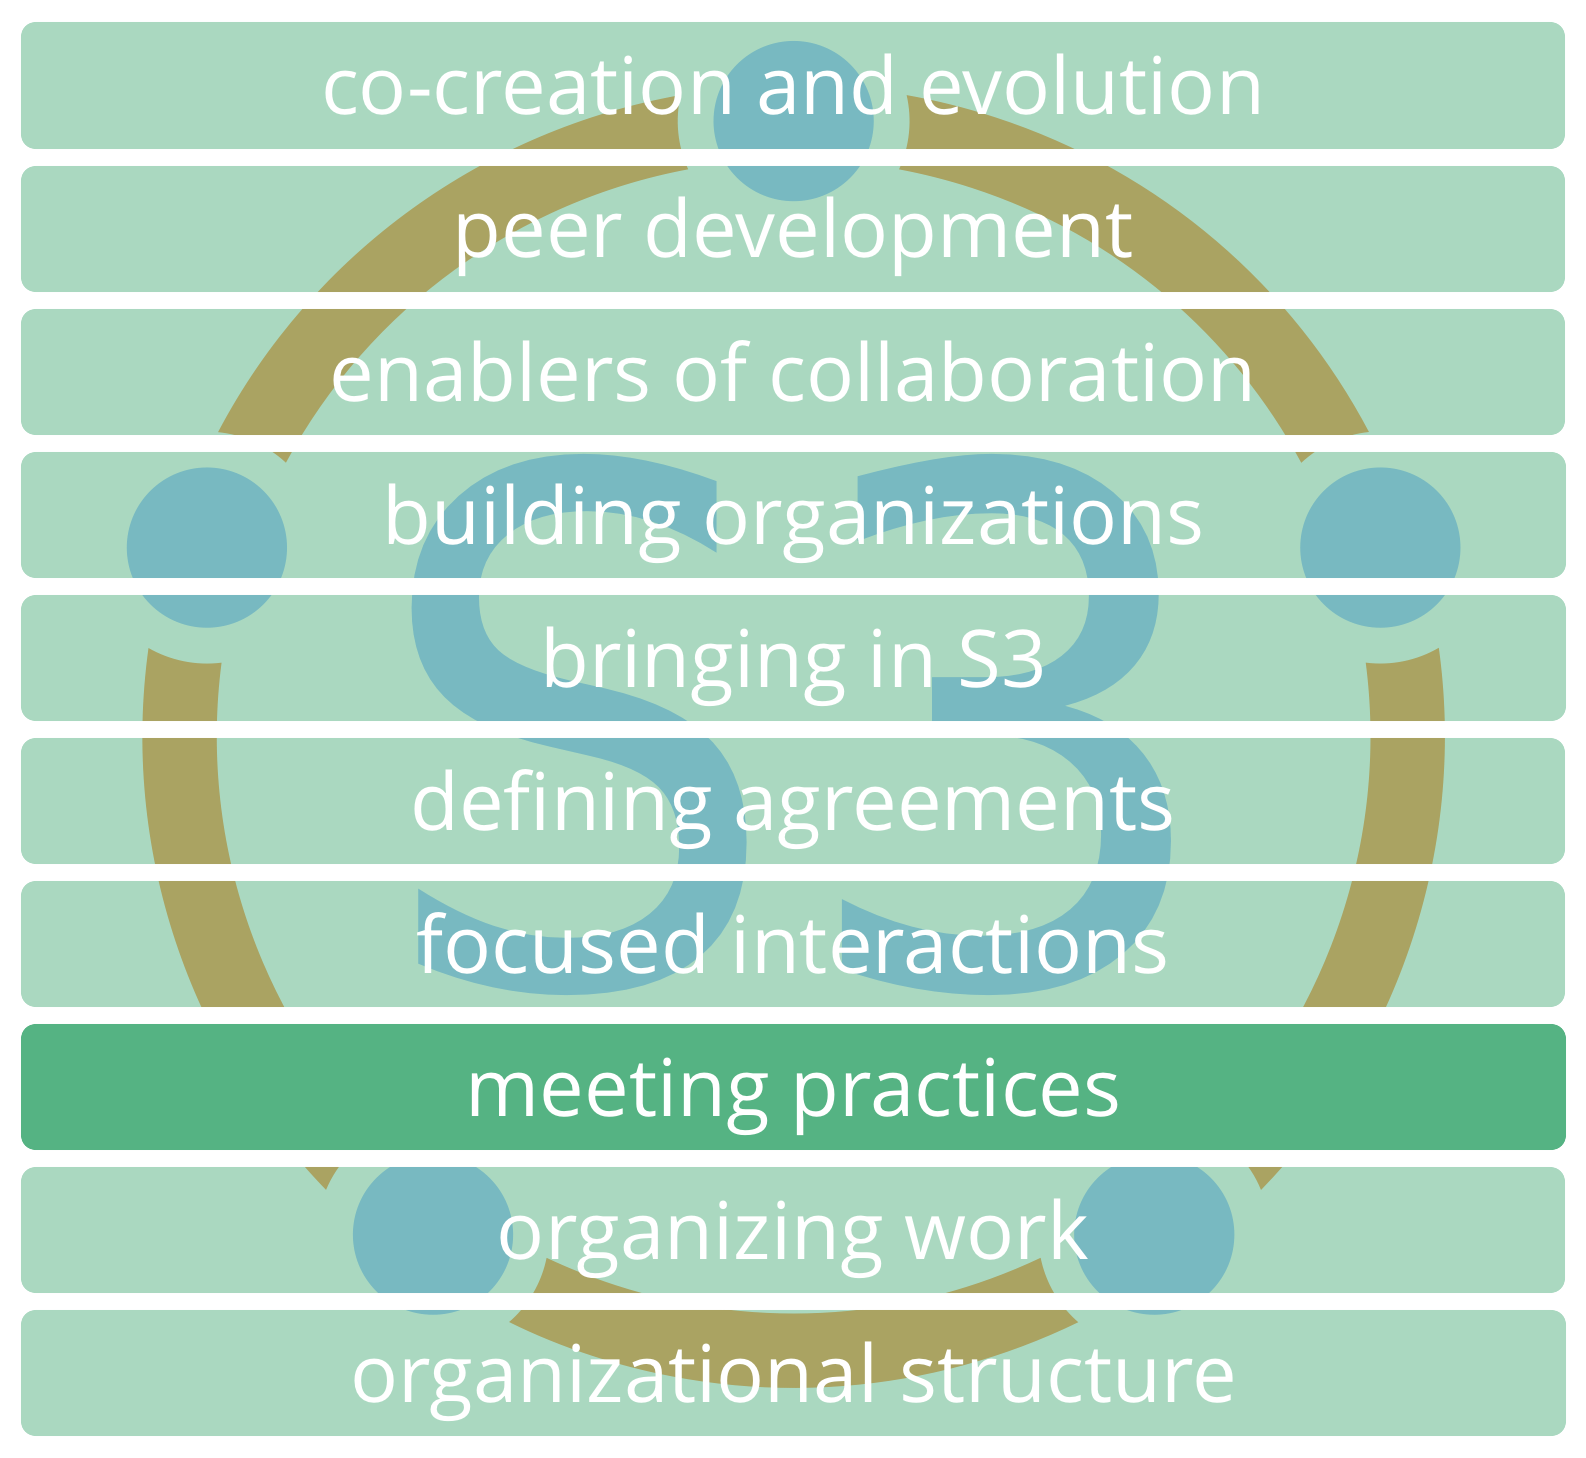 co-creation and evolution
peer development
enablers of collaboration
building organizations
bringing in S3
defining agreements
focused interactions
meeting practices
organizing work
organizational structure
S3